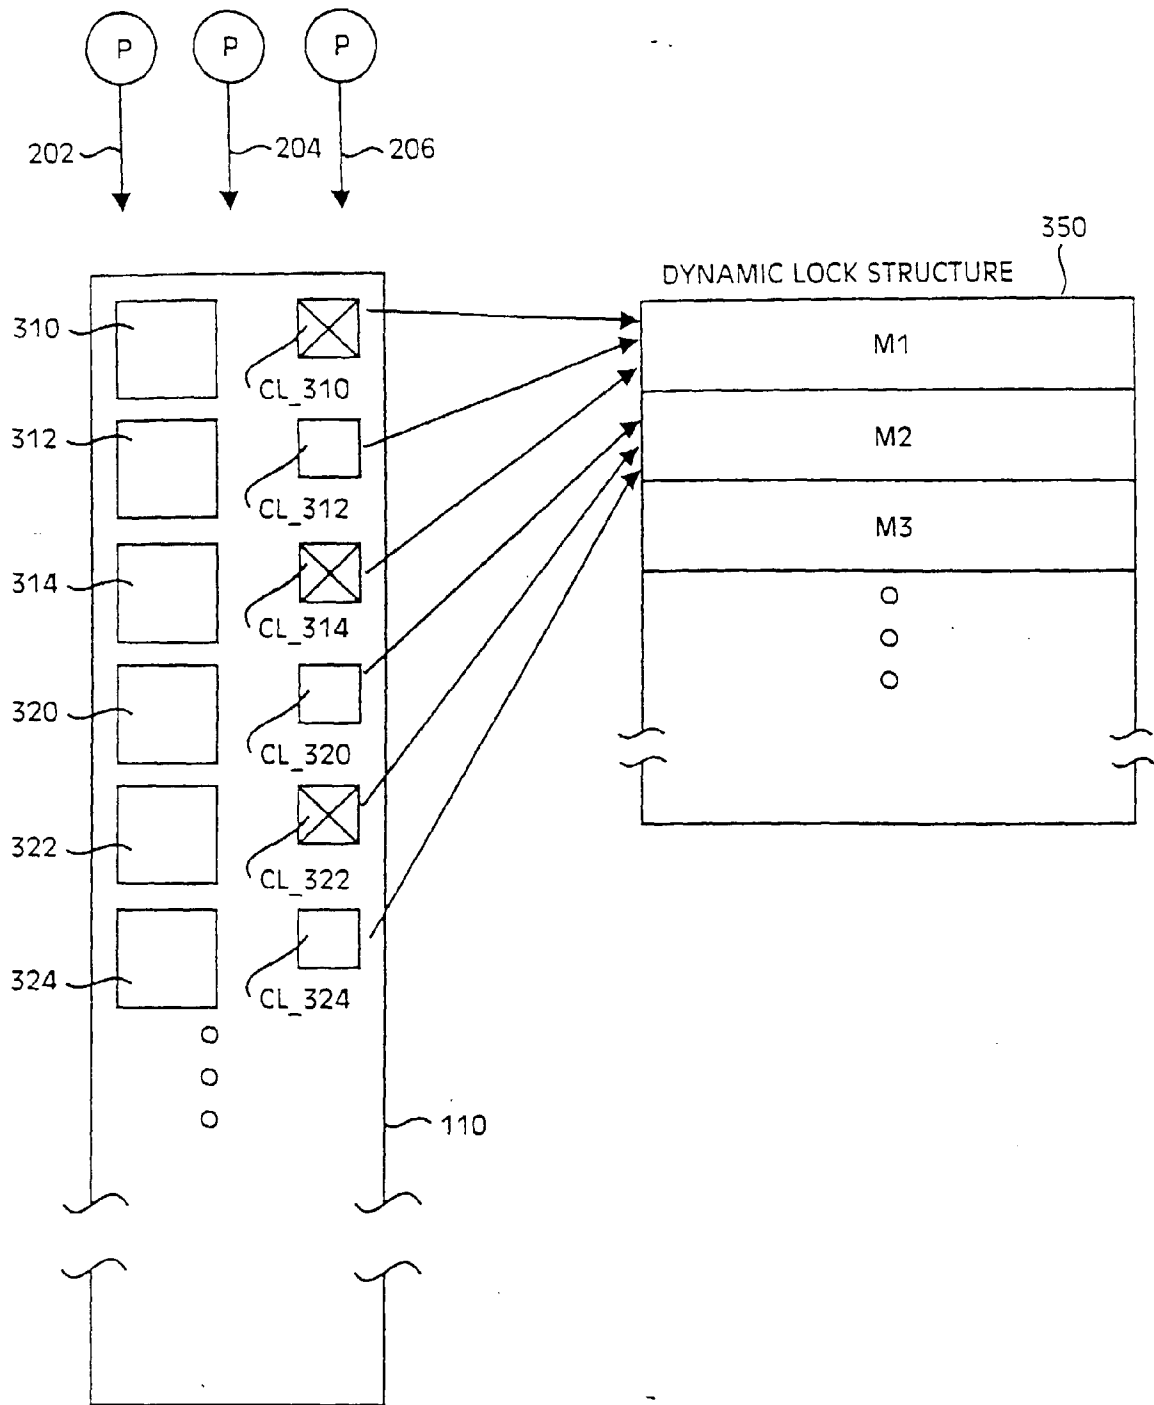 P P P
202 204 206
350
DYNAMIC LOCK STRUCTURE
310
CL_310
M1
312
CL_312
M2
314
CL_314
M3
320
CL_320
322
CL_322
324
CL_324
110